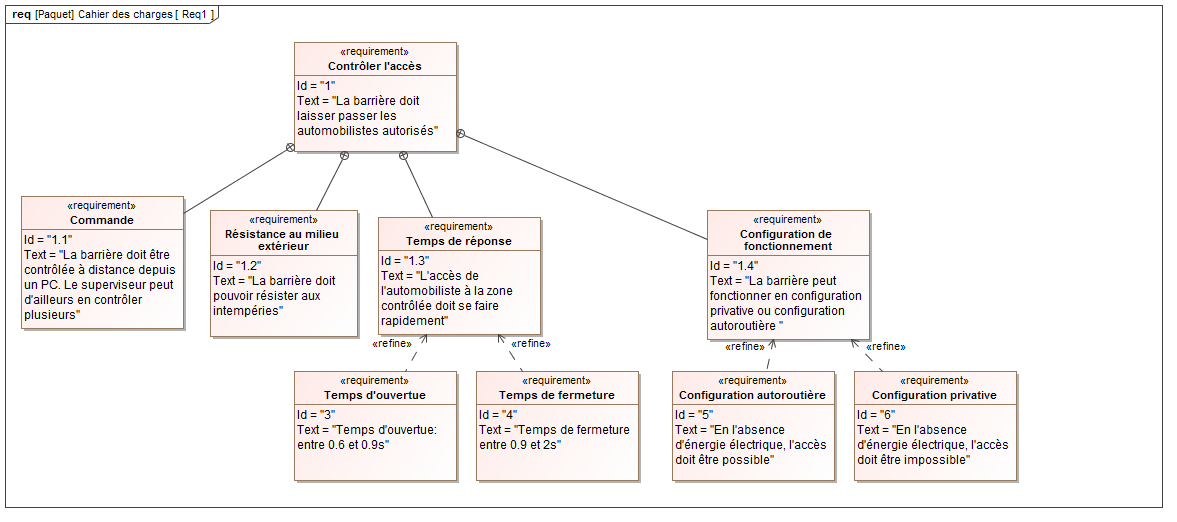 req [Paquet] Cahier des charges [ Req1 ]
«requirement»
Contrôler l'accès
Id = "1"
Text = "La barrière doit
laisser passer les
automobilistes autorisés"
«requirement»
Commande
Id = "1.1"
Text = "La barrière doit être
contrôlée à distance depuis
un PC. Le superviseur peut
d'ailleurs en contrôler
plusieurs"
«requirement»
Résistance au milieu
extérieur
Id = "1.2"
Text = "La barrière doit
pouvoir résister aux
intempéries"
«requirement»
Temps de réponse
Id = "1.3"
Text = "L'accès de
l'automobiliste à la zone
contrôlée doit se faire
rapidement"
«requirement»
Configuration de
fonctionnement
Id = "1.4"
Text = "La barrière peut
fonctionner en configuration
privative ou configuration
autoroutière "
«refine»
«refine»
«refine»
«refine»
«requirement»
Temps d'ouvertue
Id = "3"
Text = "Temps d'ouvertue:
entre 0.6 et 0.9s"
«requirement»
Temps de fermeture
Id = "4"
Text = "Temps de fermeture
entre 0.9 et 2s"
«requirement»
Configuration autoroutière
Id = "5"
Text = "En l'absence
d'énergie électrique, l'accès
doit être possible"
«requirement»
Configuration privative
Id = "6"
Text = "En l'absence
d'énergie électrique, l'accès
doit être impossible"